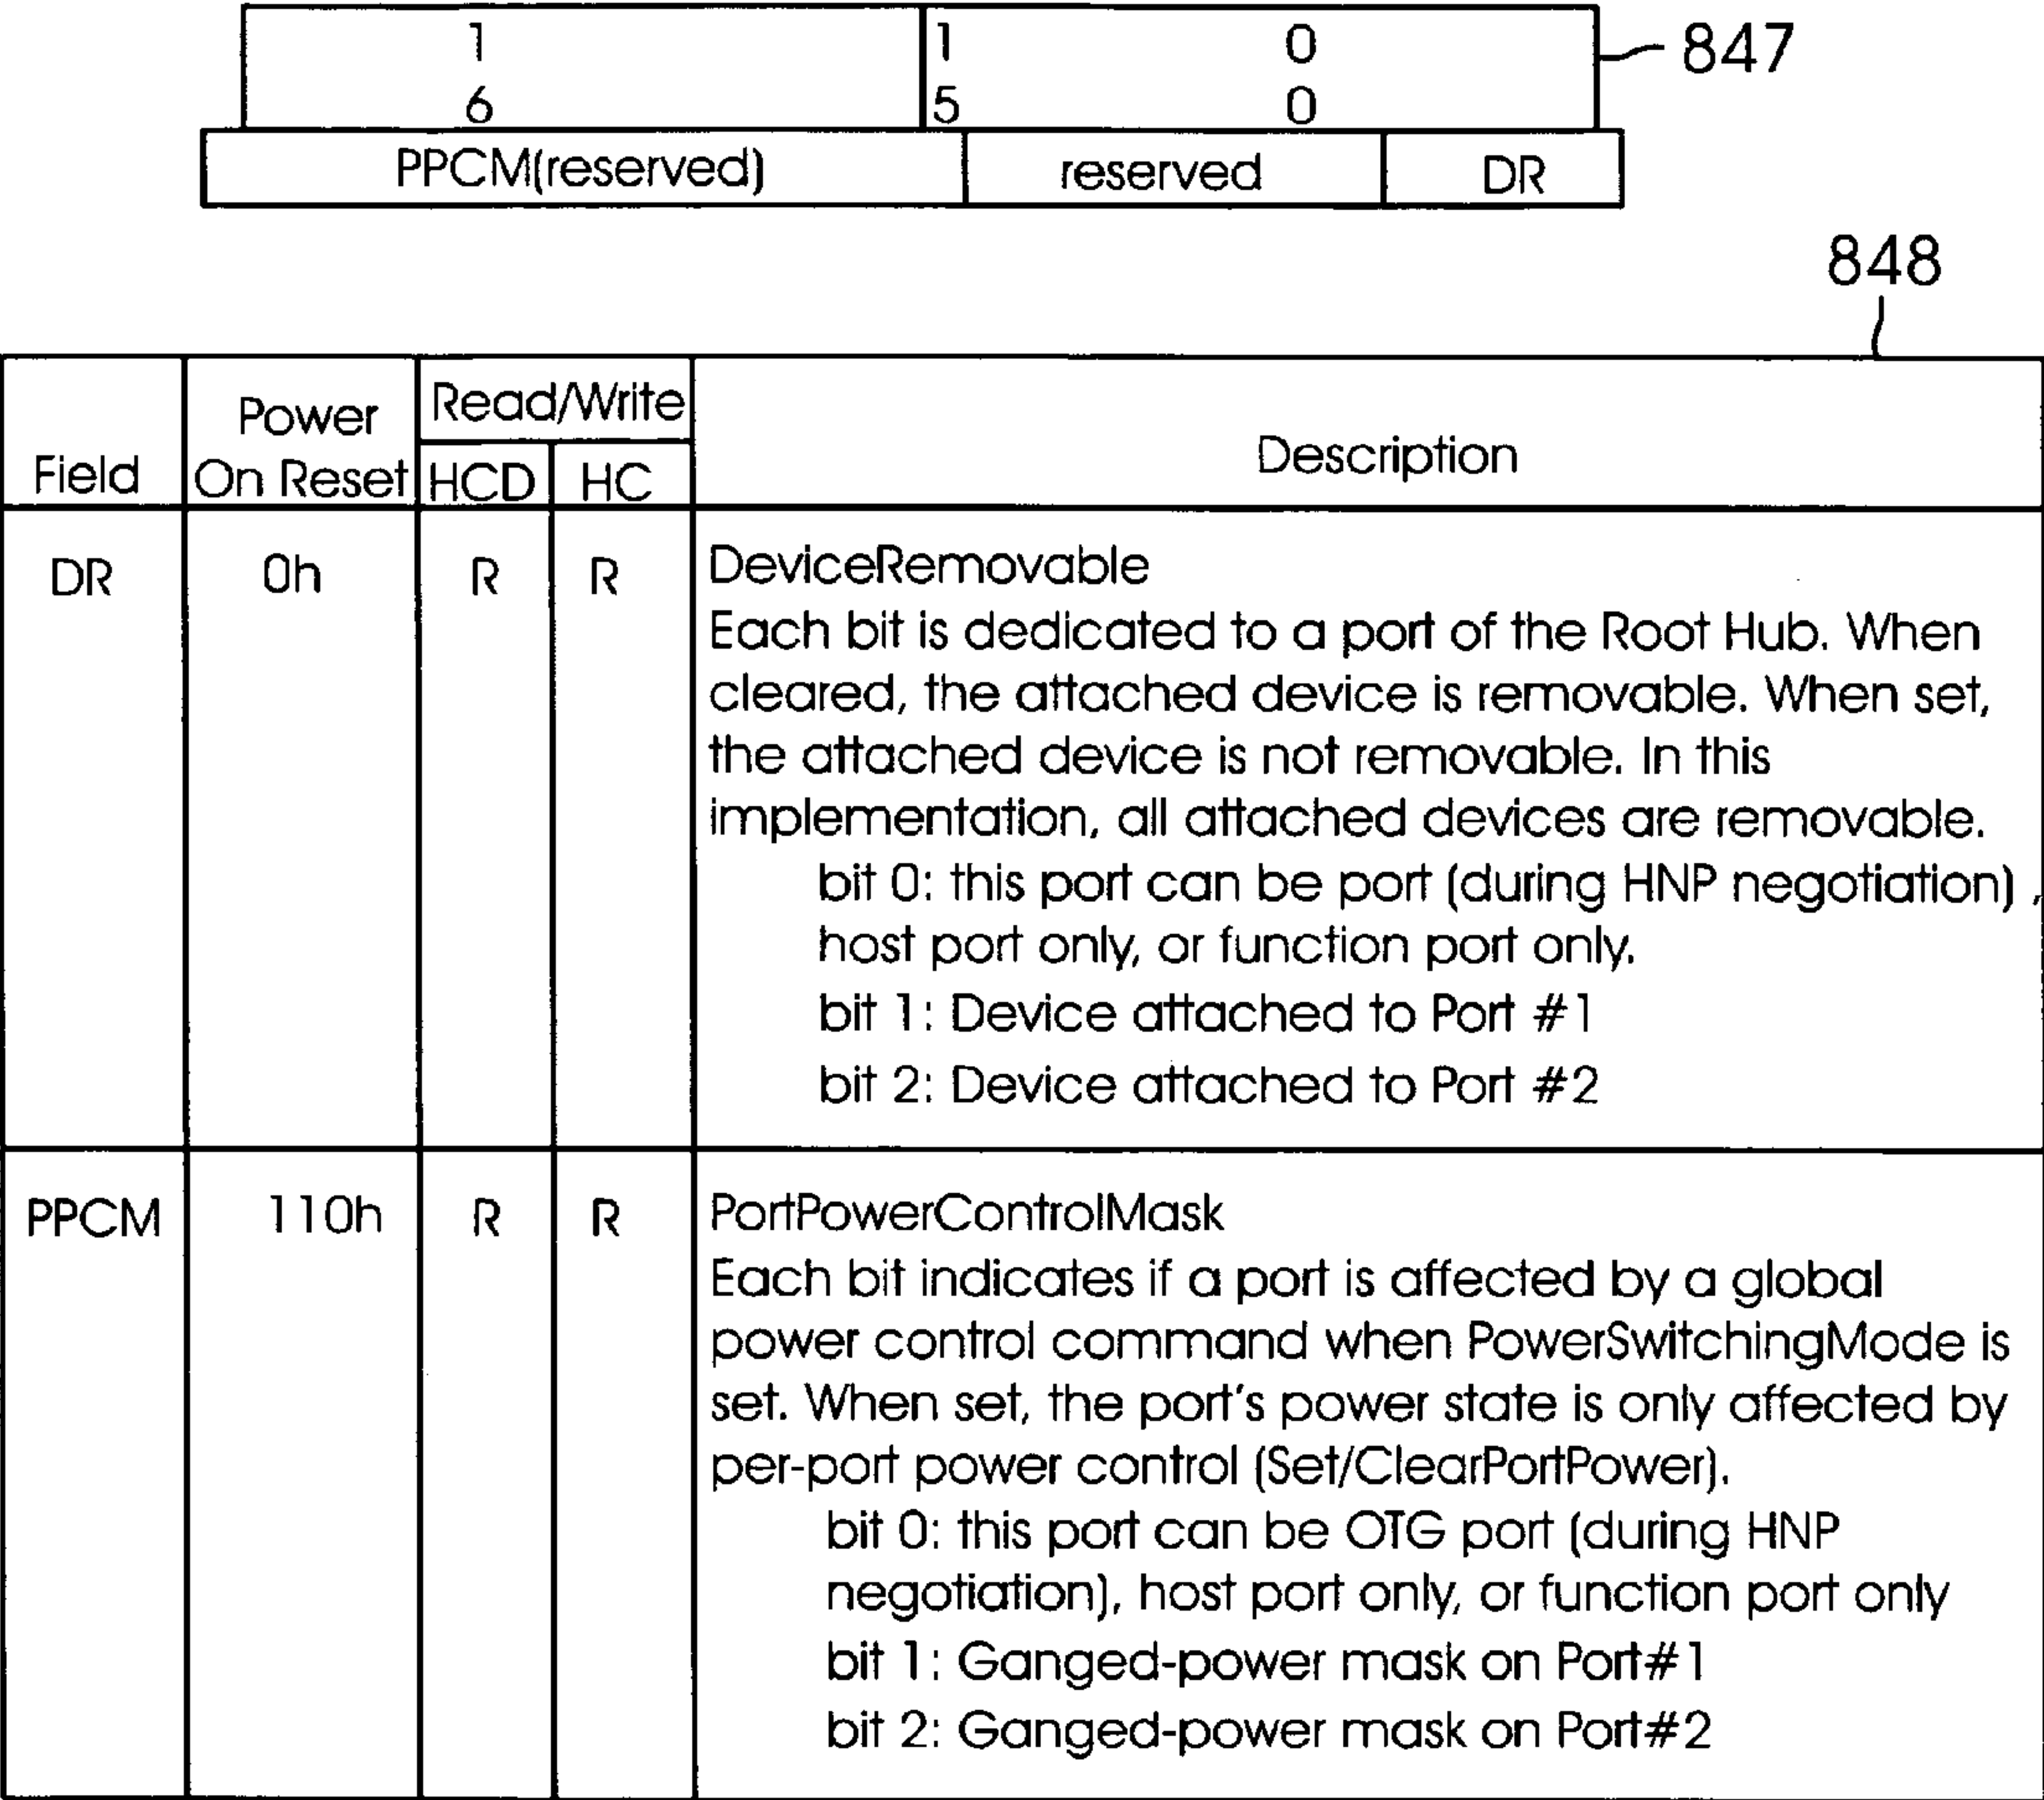 1 1 0
6 5 0
847
PPCM(reserved) reserved DR
848
Field Power On Reset Read/Write HCD HC Description
DR 0h R R DeviceRemovable
Each bit is dedicated to a port of the Root Hub. When
cleared, the attached device is removable. When set,
the attached device is not removable. In this
implementation, all attached devices are removable.
bit 0: this port can be port (during HNP negotiation) ,
host port only, or function port only.
bit 1: Device attached to Port #1
bit 2: Device attached to Port #2
PPCM 110h R R PortPowerControlMask
Each bit indicates if a port is affected by a global
power control command when PowerSwitchingMode is
set. When set, the port's power state is only affected by
per-port power control (Set/ClearPortPower).
bit 0: this port can be OTG port (during HNP
negotiation), host port only, or function port only
bit 1: Ganged-power mask on Port#1
bit 2: Ganged-power mask on Port#2